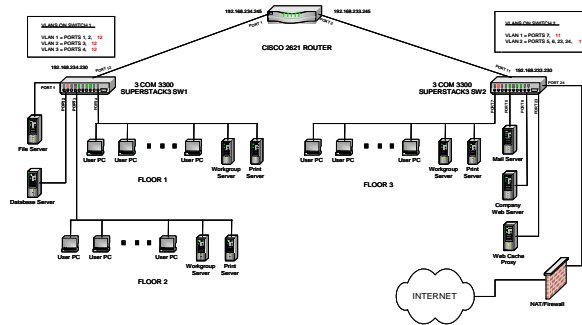 VLANS ON SWITCH 1
VLAN 1 = PORTS 1, 2, 12
VLAN 2 = PORTS 3, 12
VLAN 3 = PORTS 4, 12
192.168.234.245
192.168.233.245
PORT 1
CISCO 2621 ROUTER
VLANS ON SWITCH 2
VLAN 1 = PORTS 7, 11
VLAN 2 = PORTS 5, 6, 23, 24,
192.168.234.230
PORT 12
PORT 1
3 COM 3300
SUPERSTACK3 SW1
PORT 11
192.168.233.230
3 COM 3300
SUPERSTACK3 SW2
PORT 24
File Server
Database Server
User PC
User PC
User PC
Workgroup
Server
Print
Server
FLOOR 1
User PC
User PC
User PC
Workgroup
Server
Print
Server
FLOOR 3
Mail Server
Company
Web Server
Web Cache
Proxy
User PC
User PC
User PC
Workgroup
Server
Print
Server
FLOOR 2
INTERNET
NAT/Firewall